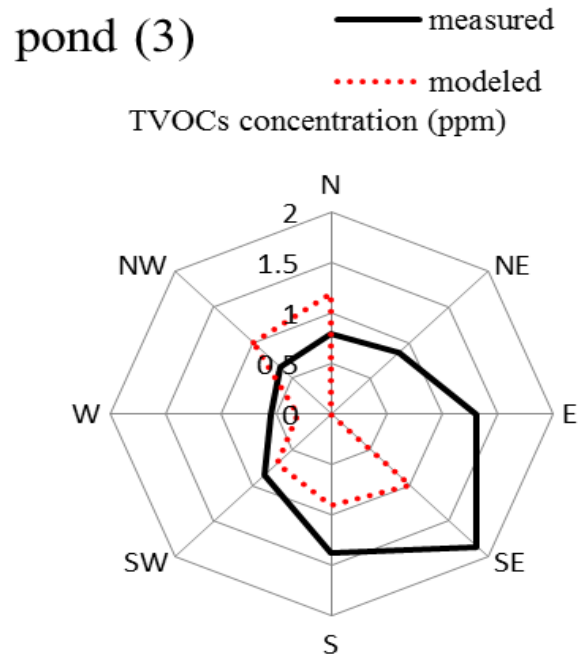 pond (3)
measured
modeled
TVOCs concentration (ppm)
N
2
NW
1.5
NE
1
0.5
W
0
E
SW
SE
S